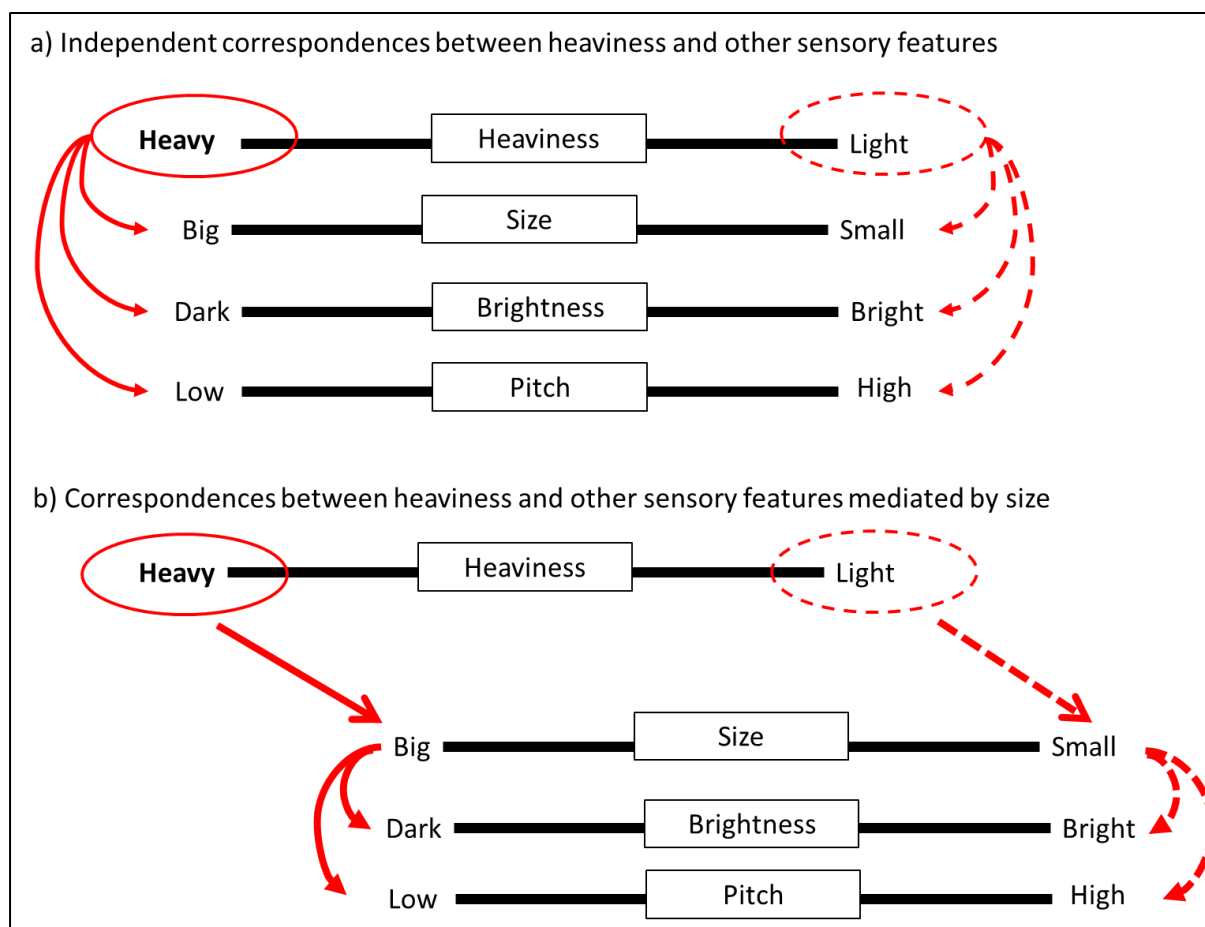 a) Independent correspondences between heaviness and other sensory features
Heavy Heaviness Light
Big Size Small
Dark Brightness Bright
Low Pitch High
b) Correspondences between heaviness and other sensory features mediated by size
Heavy Heaviness Light
Big Size Small
Dark Brightness Bright
Low Pitch High